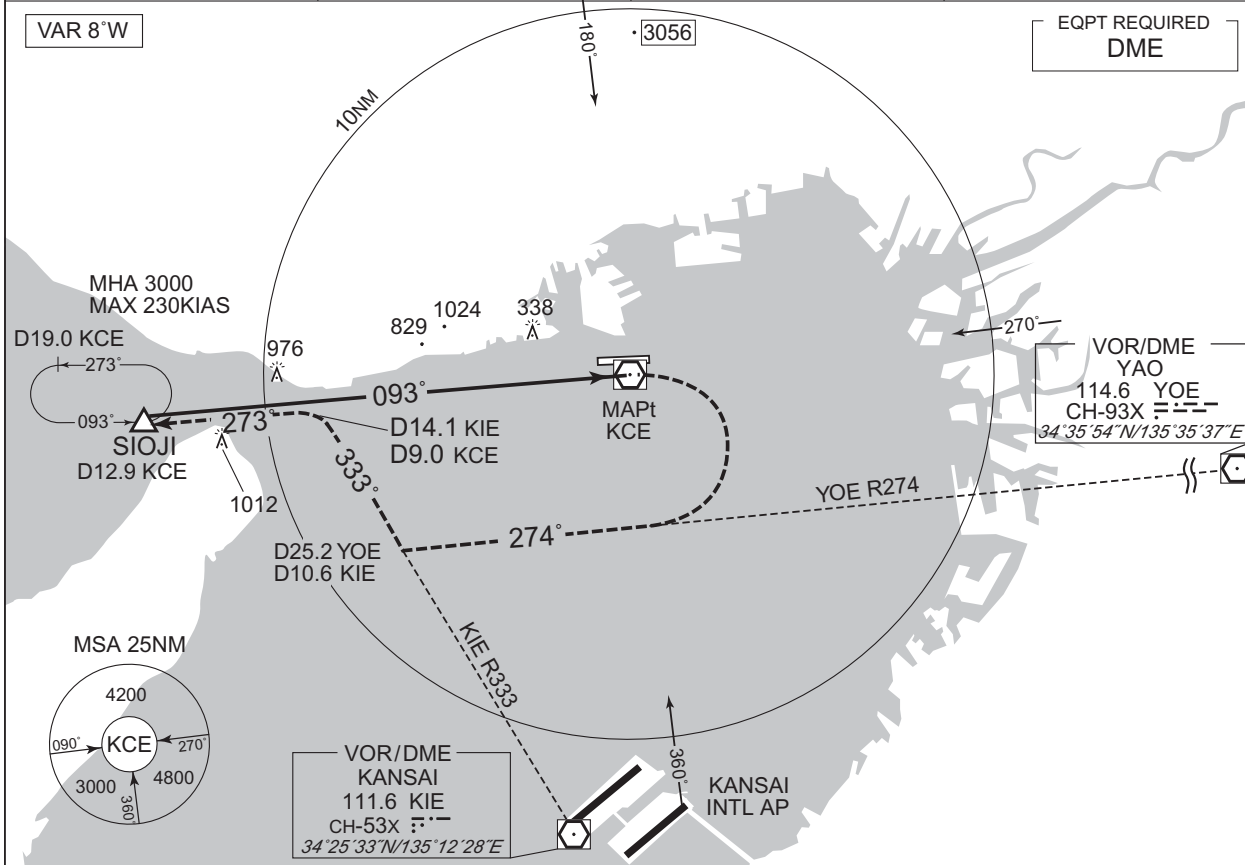 VAR 8°W
180°
3056
EQPT REQUIRED
DME
10NM
MHA 3000
MAX 230KIAS
D19.0 KCE
273°
093°
SIOJI
D12.9 KCE
976
829
1024
338
093°
273°
1012
D14.1 KIE
D9.0 KCE
333°
MAPt
KCE
270°
VOR/DME
YAO
114.6 YOE
CH-93X
34°35′54″N/135°35′37″E
YOE R274
274°
D25.2 YOE
D10.6 KIE
KIE R333
MSA 25NM
4200
090°
KCE
270°
3000
4800
360°
VOR/DME
KANSAI
111.6 KIE
CH-53X
34°25′33″N/135°12′28″E
360°
KANSAI
INTL AP